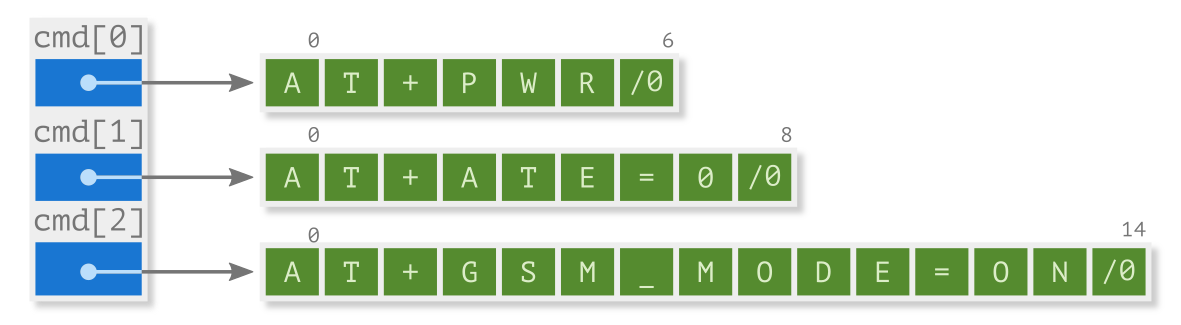 cmd[0]
0 6
A T + P W R /0
cmd[1]
0 8
A T + A T E = 0 /0
cmd[2]
0 14
A T + G S M _ M O D E = O N /0